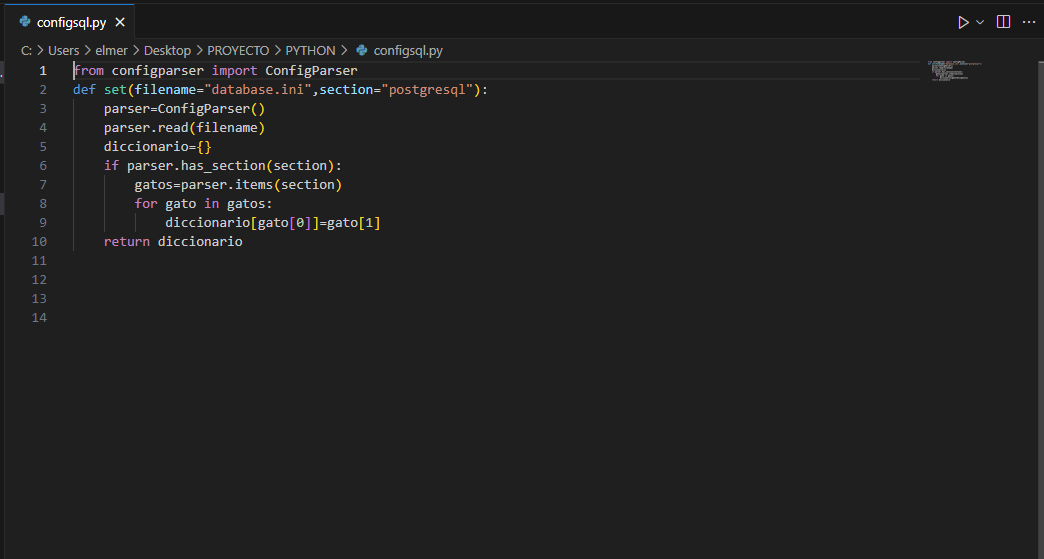 configsql.py
C: > Users > elmer > Desktop > PROYECTO > PYTHON > configsql.py
1 from configparser import ConfigParser
2 def set(filename="database.ini",section="postgresql"):
3     parser=ConfigParser()
4     parser.read(filename)
5     diccionario={}
6     if parser.has_section(section):
7         gatos=parser.items(section)
8         for gato in gatos:
9             diccionario[gato[0]]=gato[1]
10     return diccionario
11
12
13
14